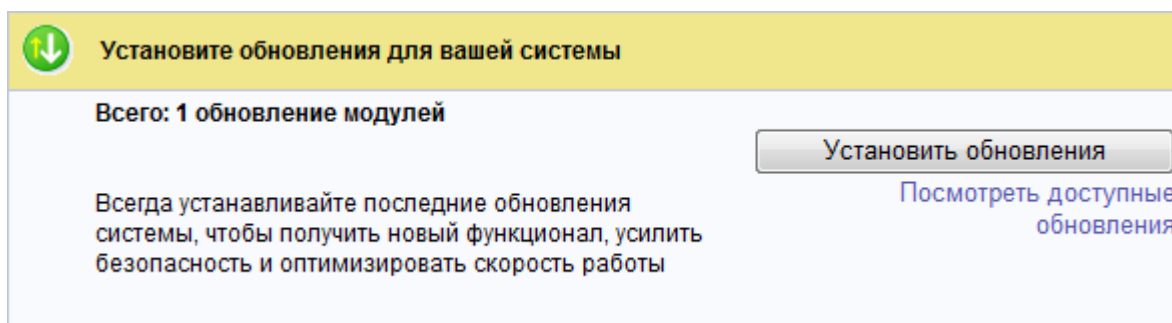 Установите обновления для вашей системы
Всего: 1 обновление модулей
Установить обновления
Посмотреть доступные
обновления
Всегда устанавливайте последние обновления
системы, чтобы получить новый функционал, усилить
безопасность и оптимизировать скорость работы